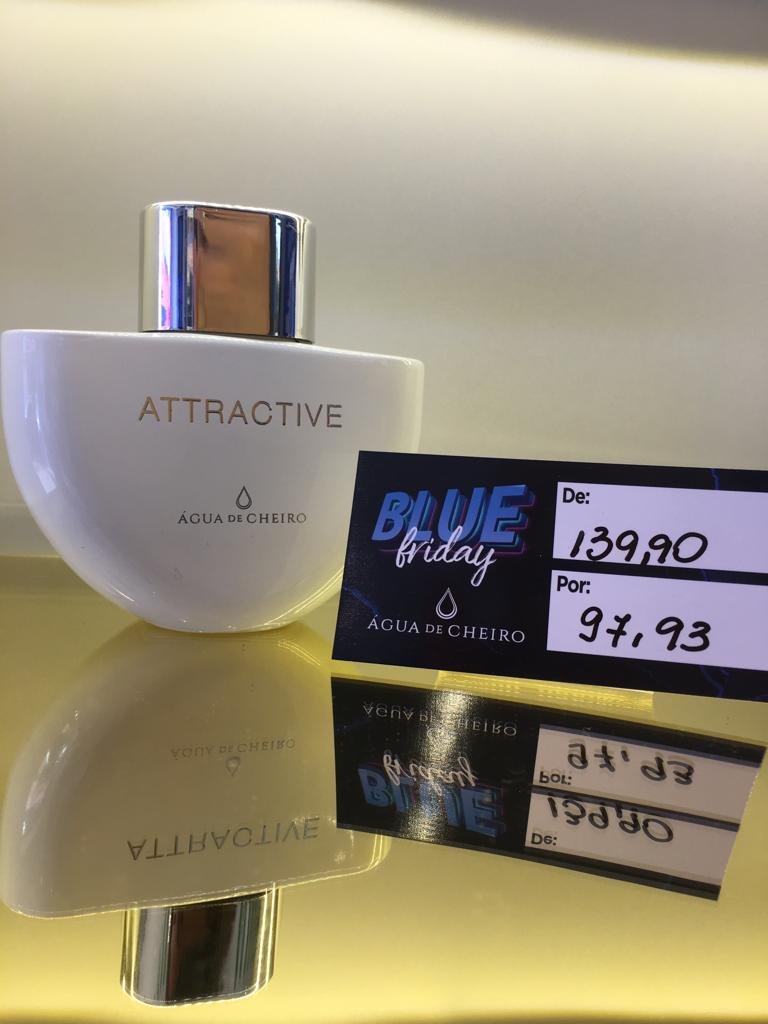 ATTRACTIVE
ÁGUA DE CHEIRO
BLUE
friday
ÁGUA DE CHEIRO
De:
139,90
Por:
97,93